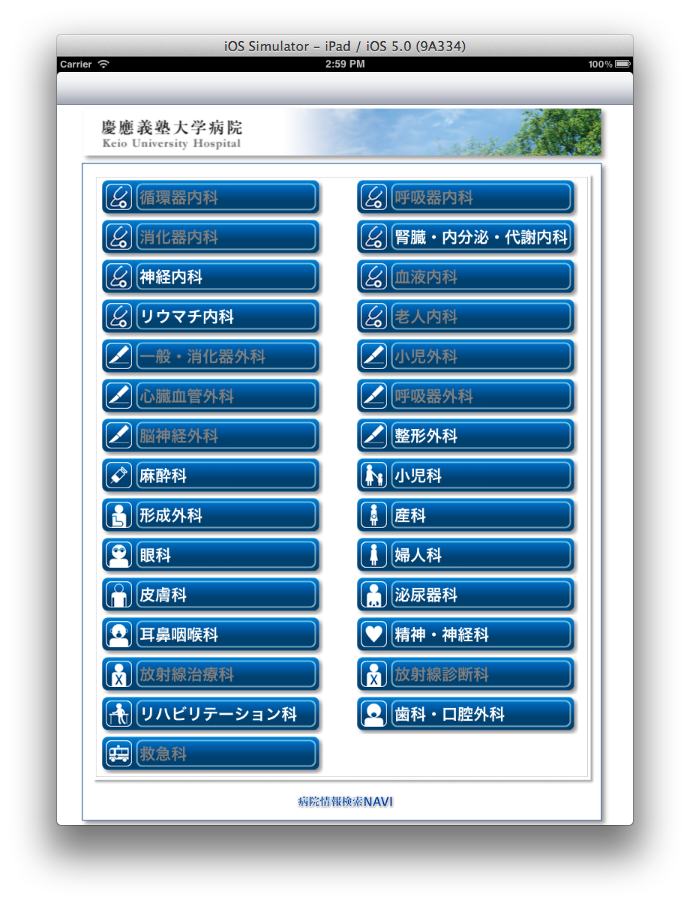 iOS Simulator – iPad / iOS 5.0 (9A334)
Carrier 2:59 PM 100%
慶應義塾大学病院
Keio University Hospital
循環器内科 呼吸器内科
消化器内科 腎臓・内分泌・代謝内科
神経内科 血液内科
リウマチ内科 老人内科
一般・消化器外科 小児外科
心臓血管外科 呼吸器外科
脳神経外科 整形外科
麻酔科 小児科
形成外科 産科
眼科 婦人科
皮膚科 泌尿器科
耳鼻咽喉科 精神・神経科
放射線治療科 放射線診断科
リハビリテーション科 歯科・口腔外科
救急科
病院情報検索NAVI